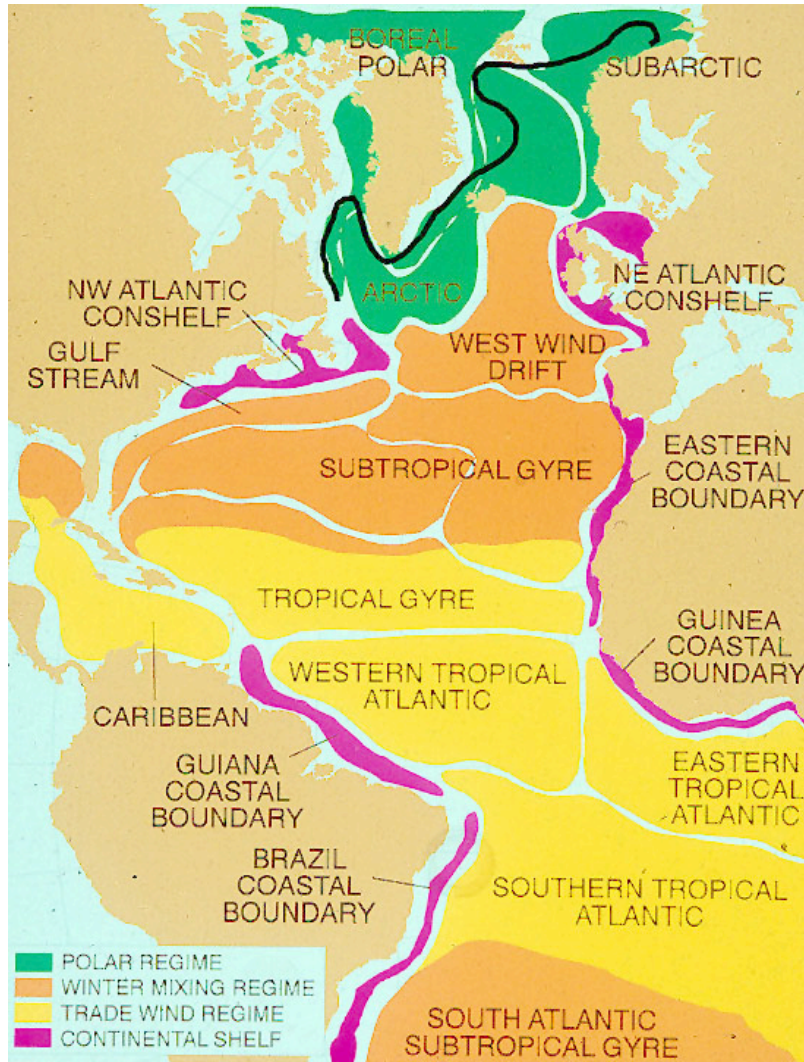 BOREAL
POLAR
SUBARCTIC
ARCTIC
NW ATLANTIC
CONSHELF
NE ATLANTIC
CONSHELF
GULF
STREAM
WEST WIND
DRIFT
SUBTROPICAL GYRE
EASTERN
COASTAL
BOUNDARY
TROPICAL GYRE
GUINEA
COASTAL
BOUNDARY
WESTERN TROPICAL
ATLANTIC
CARIBBEAN
GUIANA
COASTAL
BOUNDARY
EASTERN
TROPICAL
ATLANTIC
BRAZIL
COASTAL
BOUNDARY
SOUTHERN TROPICAL
ATLANTIC
POLAR REGIME
WINTER MIXING REGIME
TRADE WIND REGIME
CONTINENTAL SHELF
SOUTH ATLANTIC
SUBTROPICAL GYRE